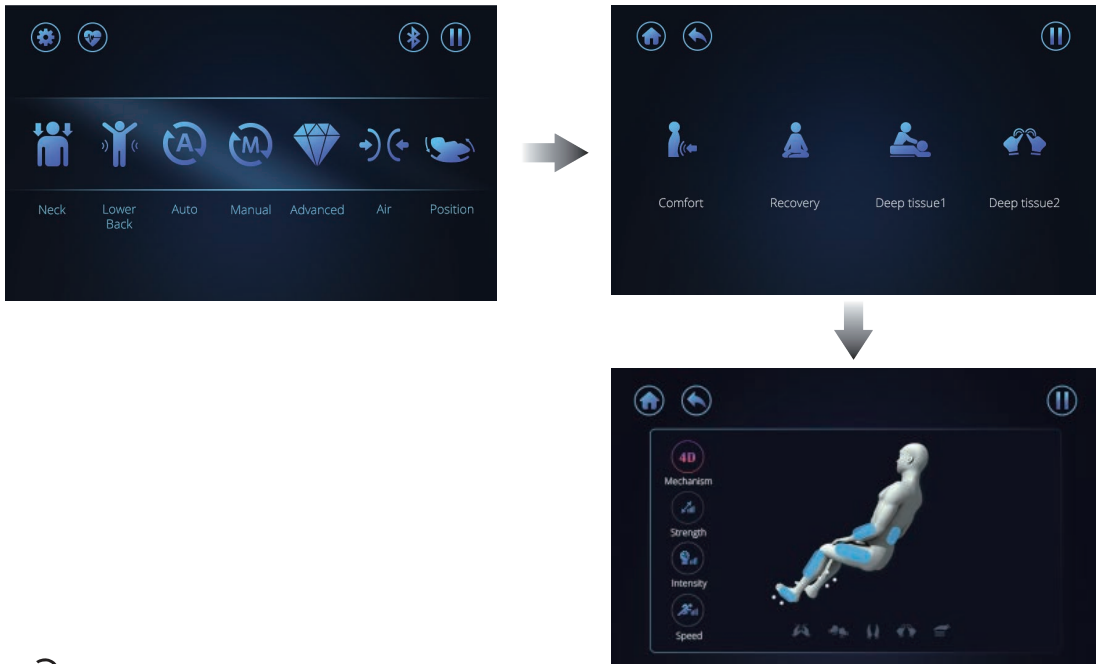 Neck
Lower
Back
Auto
Manual
Advanced
Air
Position
A
M
Comfort
Recovery
Deep tissue1
Deep tissue2
4D
Mechanism
Strength
Intensity
Speed